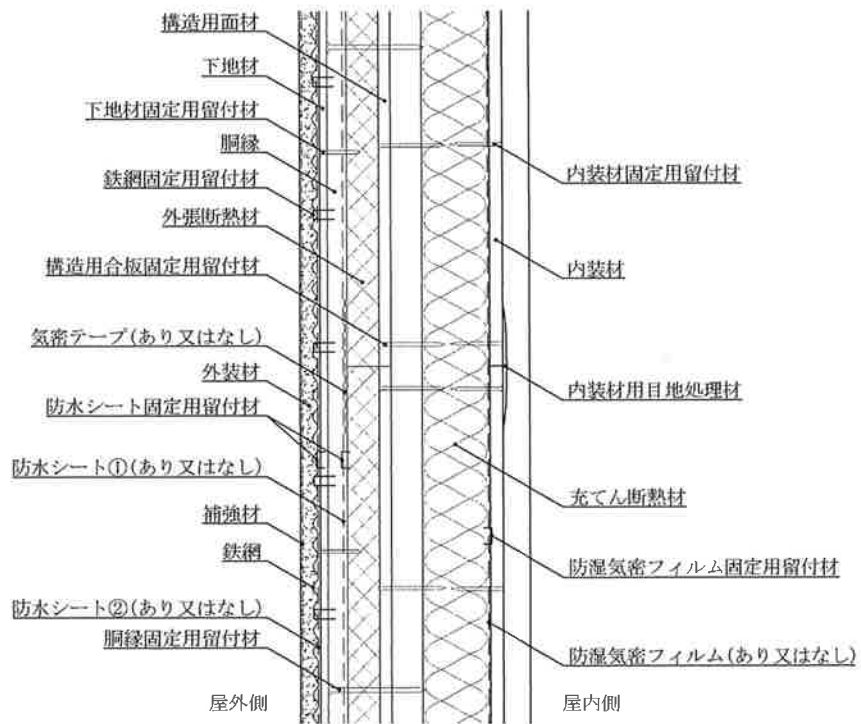 構造用面材
下地材
下地材固定用留付材
胴縁
鉄網固定用留付材
外張断熱材
構造用合板固定用留付材
気密テープ(あり又はなし)
外装材
防水シート固定用留付材
防水シート①(あり又はなし)
補強材
鉄網
防水シート②(あり又はなし)
胴縁固定用留付材
屋外側
内装材固定用留付材
内装材
内装材用目地処理材
充てん断熱材
防湿気密フィルム固定用留付材
防湿気密フィルム(あり又はなし)
屋内側